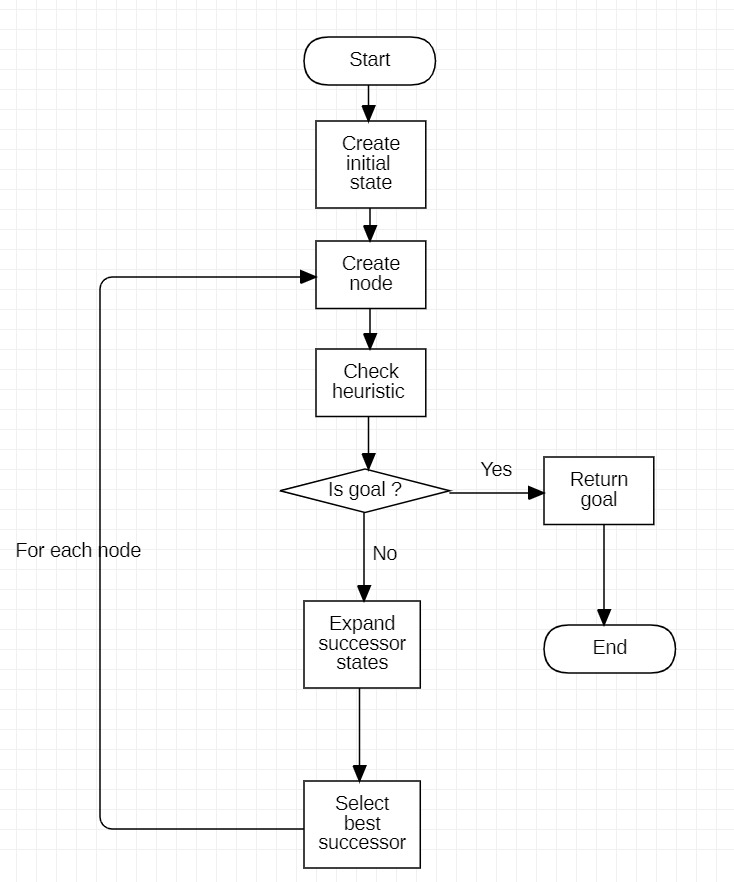 Start
Create
initial
state
Create
node
Check
heuristic
Is goal ?
Yes
Return
goal
For each node
No
Expand
successor
states
End
Select
best
successor